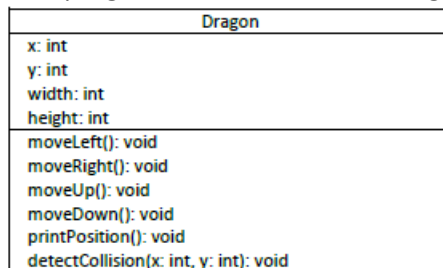 Dragon
x: int
y: int
width: int
height: int
moveLeft(): void
moveRight(): void
moveUp(): void
moveDown(): void
printPosition(): void
detectCollision(x: int, y: int): void